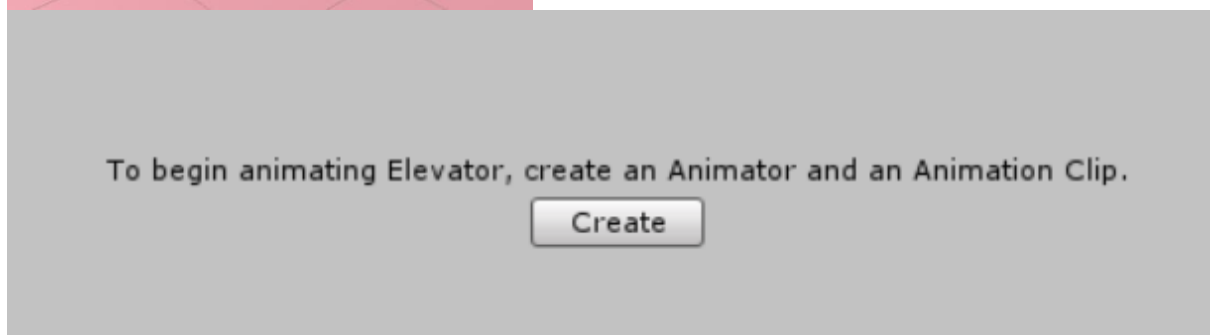 To begin animating Elevator, create an Animator and an Animation Clip.
Create